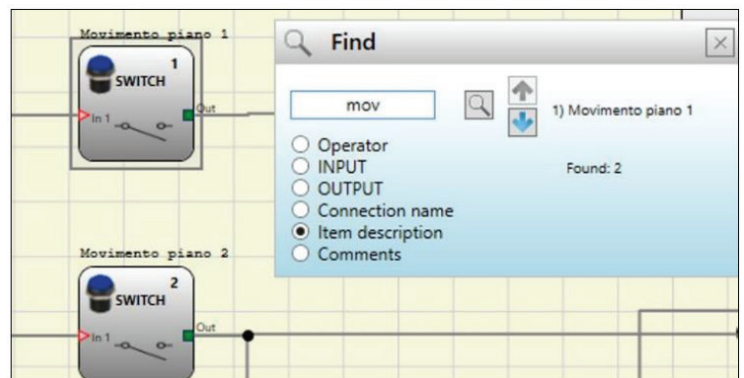 Movimento piano 1
1
SWITCH
In 1
Out
Find
mov
1) Movimento piano 1
Found: 2
Operator
INPUT
OUTPUT
Connection name
Item description
Comments
Movimento piano 2
2
SWITCH
In 1
Out